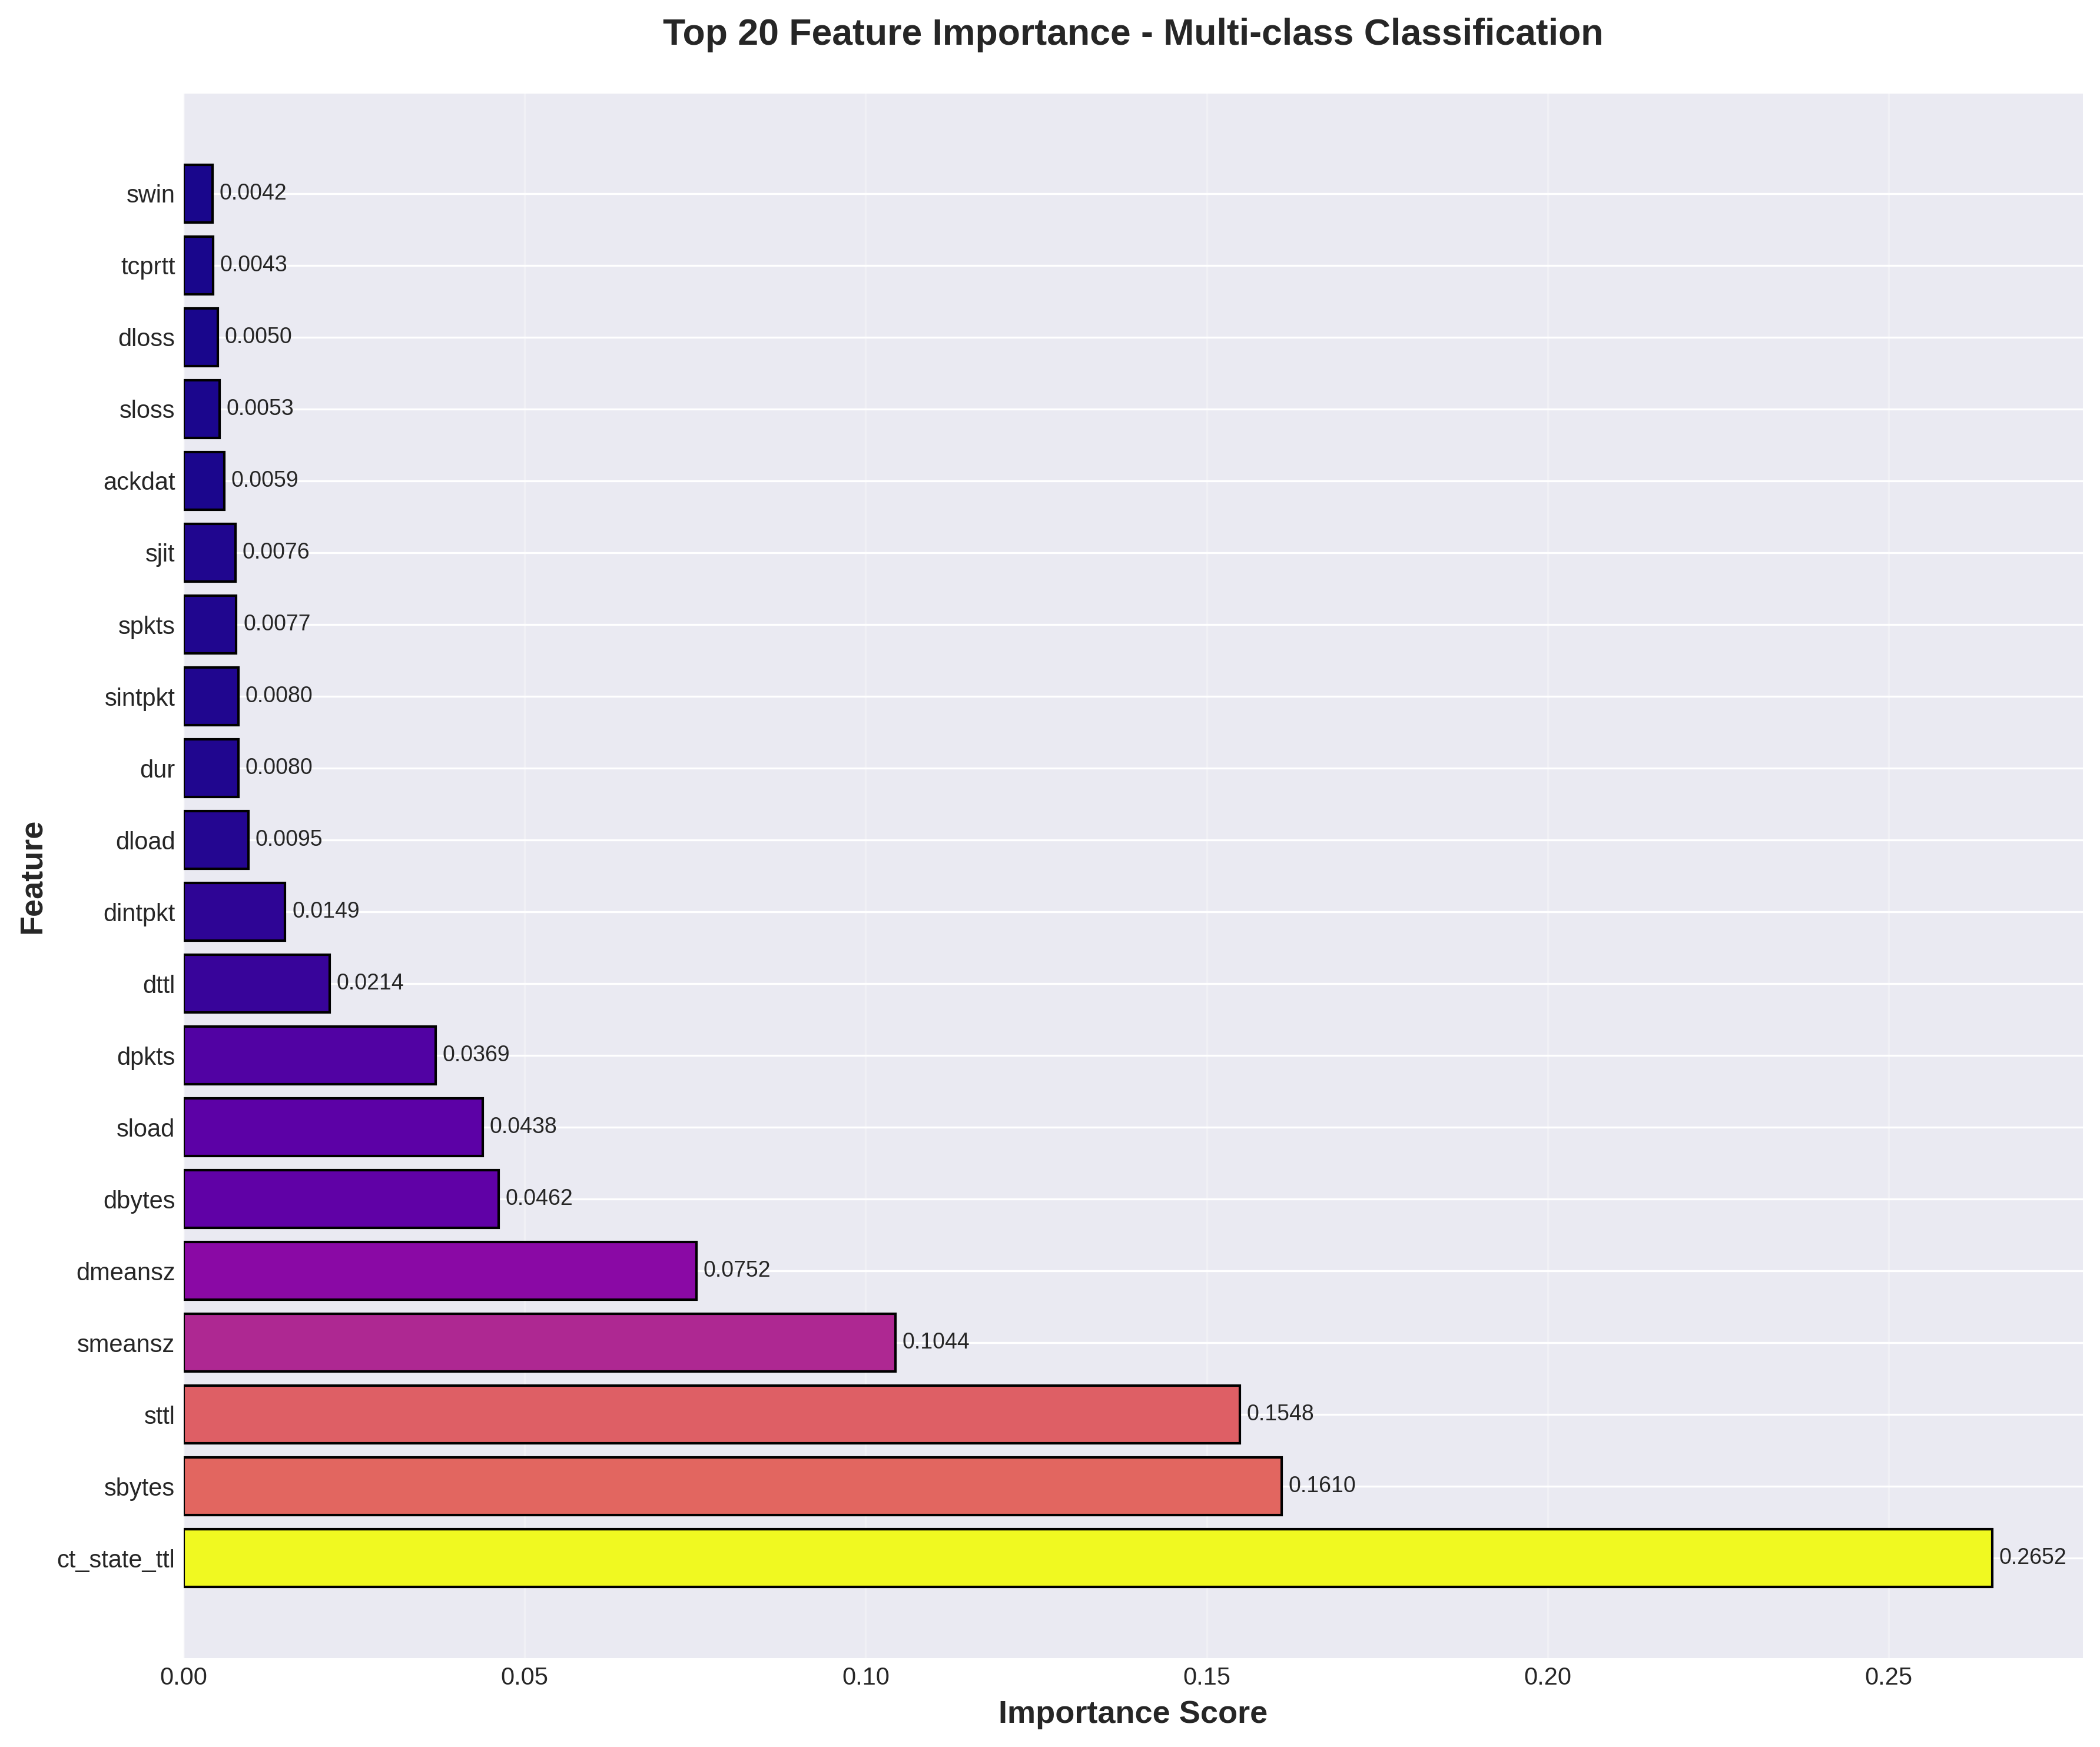 Top 20 Feature Importance - Multi-class Classification
swin 0.0042
tcprtt 0.0043
dloss 0.0050
sloss 0.0053
ackdat 0.0059
sjit 0.0076
spkts 0.0077
sintpkt 0.0080
dur 0.0080
dload 0.0095
dintpkt 0.0149
dttl 0.0214
dpkts 0.0369
sload 0.0438
dbytes 0.0462
dmeansz 0.0752
smeansz 0.1044
sttl 0.1548
sbytes 0.1610
ct_state_ttl 0.2652
Feature
0.00 0.05 0.10 0.15 0.20 0.25
Importance Score